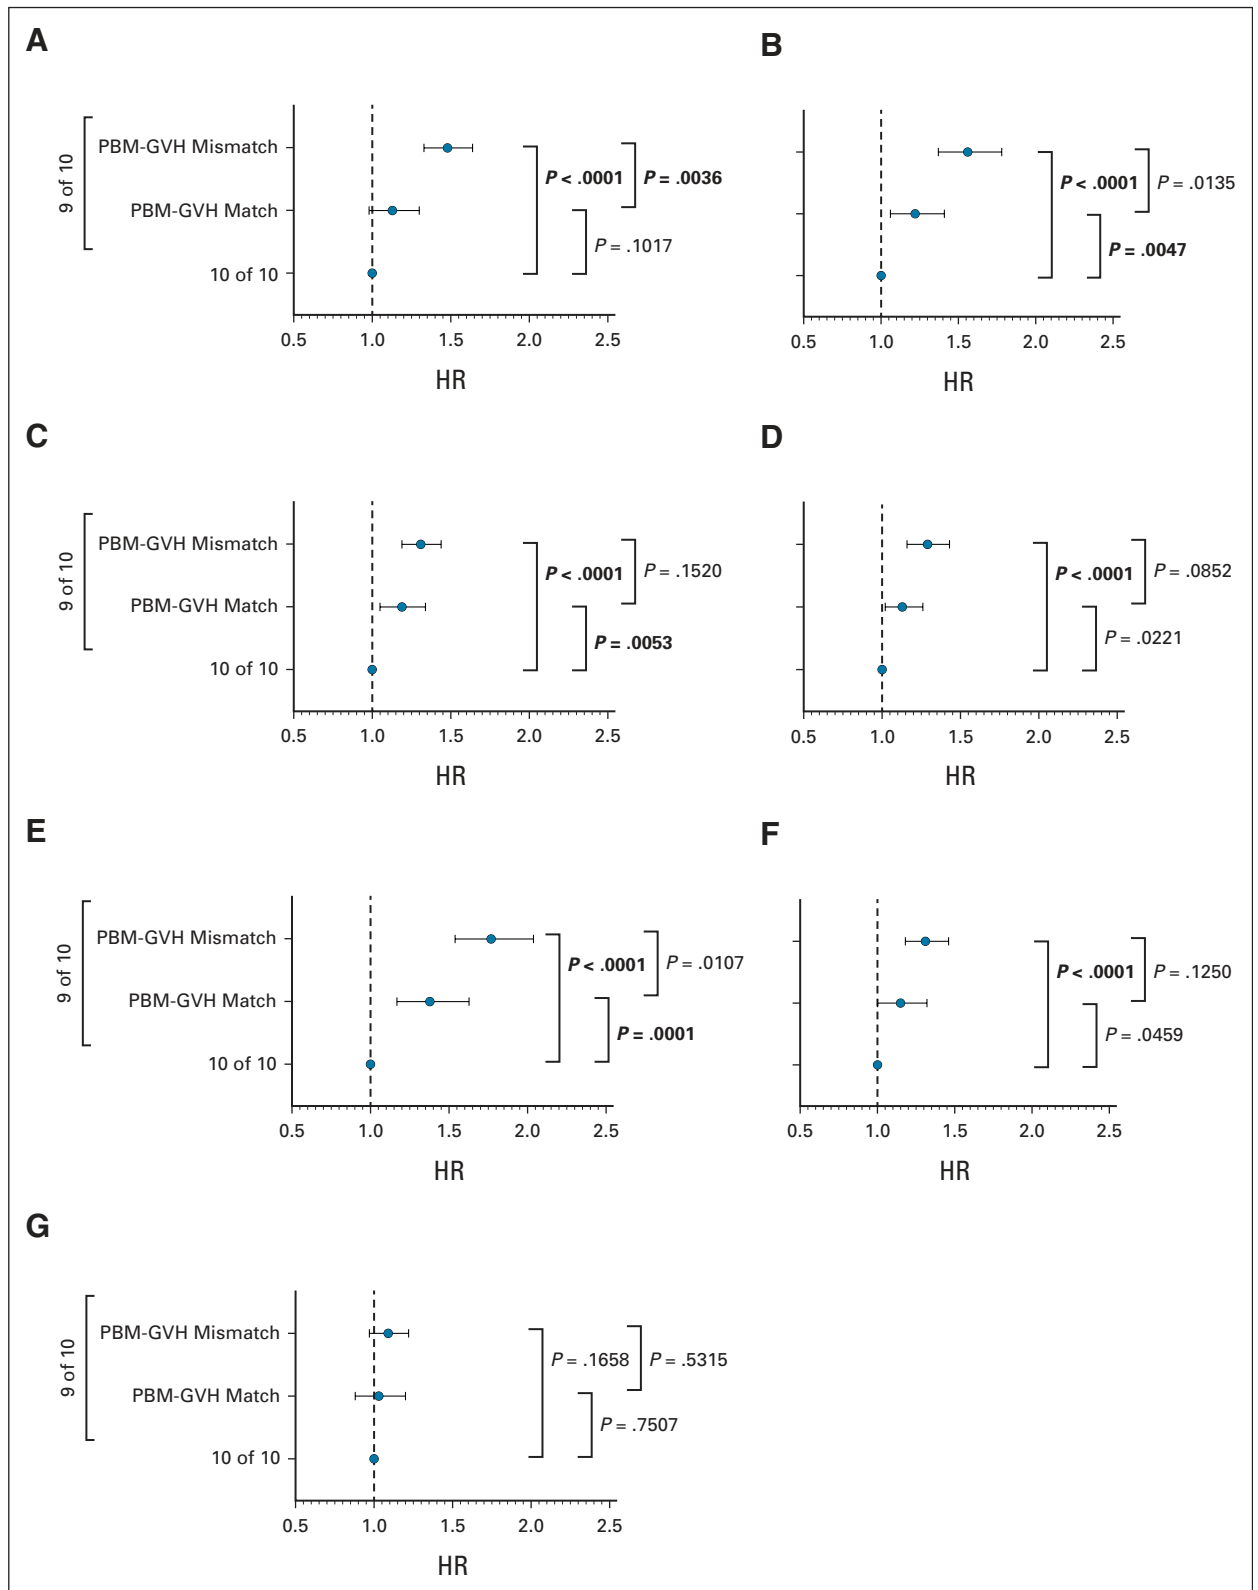 A
9 of 10
PBM-GVH Mismatch
PBM-GVH Match
10 of 10
P < .0001
P = .0036
P = .1017
0.5 1.0 1.5 2.0 2.5
HR
B
P < .0001
P = .0135
P = .0047
0.5 1.0 1.5 2.0 2.5
HR
C
9 of 10
PBM-GVH Mismatch
PBM-GVH Match
10 of 10
P < .0001
P = .1520
P = .0053
0.5 1.0 1.5 2.0 2.5
HR
D
P < .0001
P = .0852
P = .0221
0.5 1.0 1.5 2.0 2.5
HR
E
9 of 10
PBM-GVH Mismatch
PBM-GVH Match
10 of 10
P < .0001
P = .0107
P = .0001
0.5 1.0 1.5 2.0 2.5
HR
F
P < .0001
P = .1250
P = .0459
0.5 1.0 1.5 2.0 2.5
HR
G
9 of 10
PBM-GVH Mismatch
PBM-GVH Match
10 of 10
P = .1658
P = .5315
P = .7507
0.5 1.0 1.5 2.0 2.5
HR